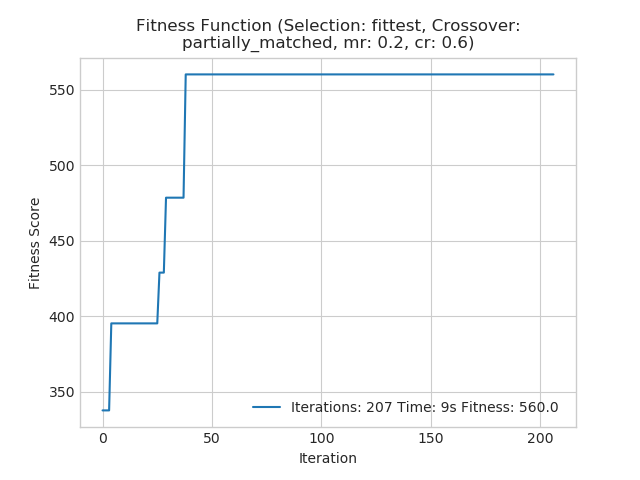 Fitness Function (Selection: fittest, Crossover:
partially_matched, mr: 0.2, cr: 0.6)
550
500
450
400
350
Fitness Score
Iterations: 207 Time: 9s Fitness: 560.0
0 50 100 150 200
Iteration